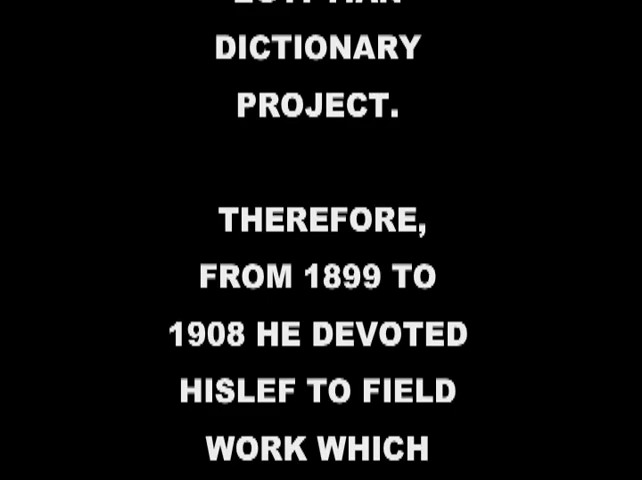 DICTIONARY
PROJECT.
THEREFORE,
FROM 1899 TO
1908 HE DEVOTED
HISLEF TO FIELD
WORK WHICH